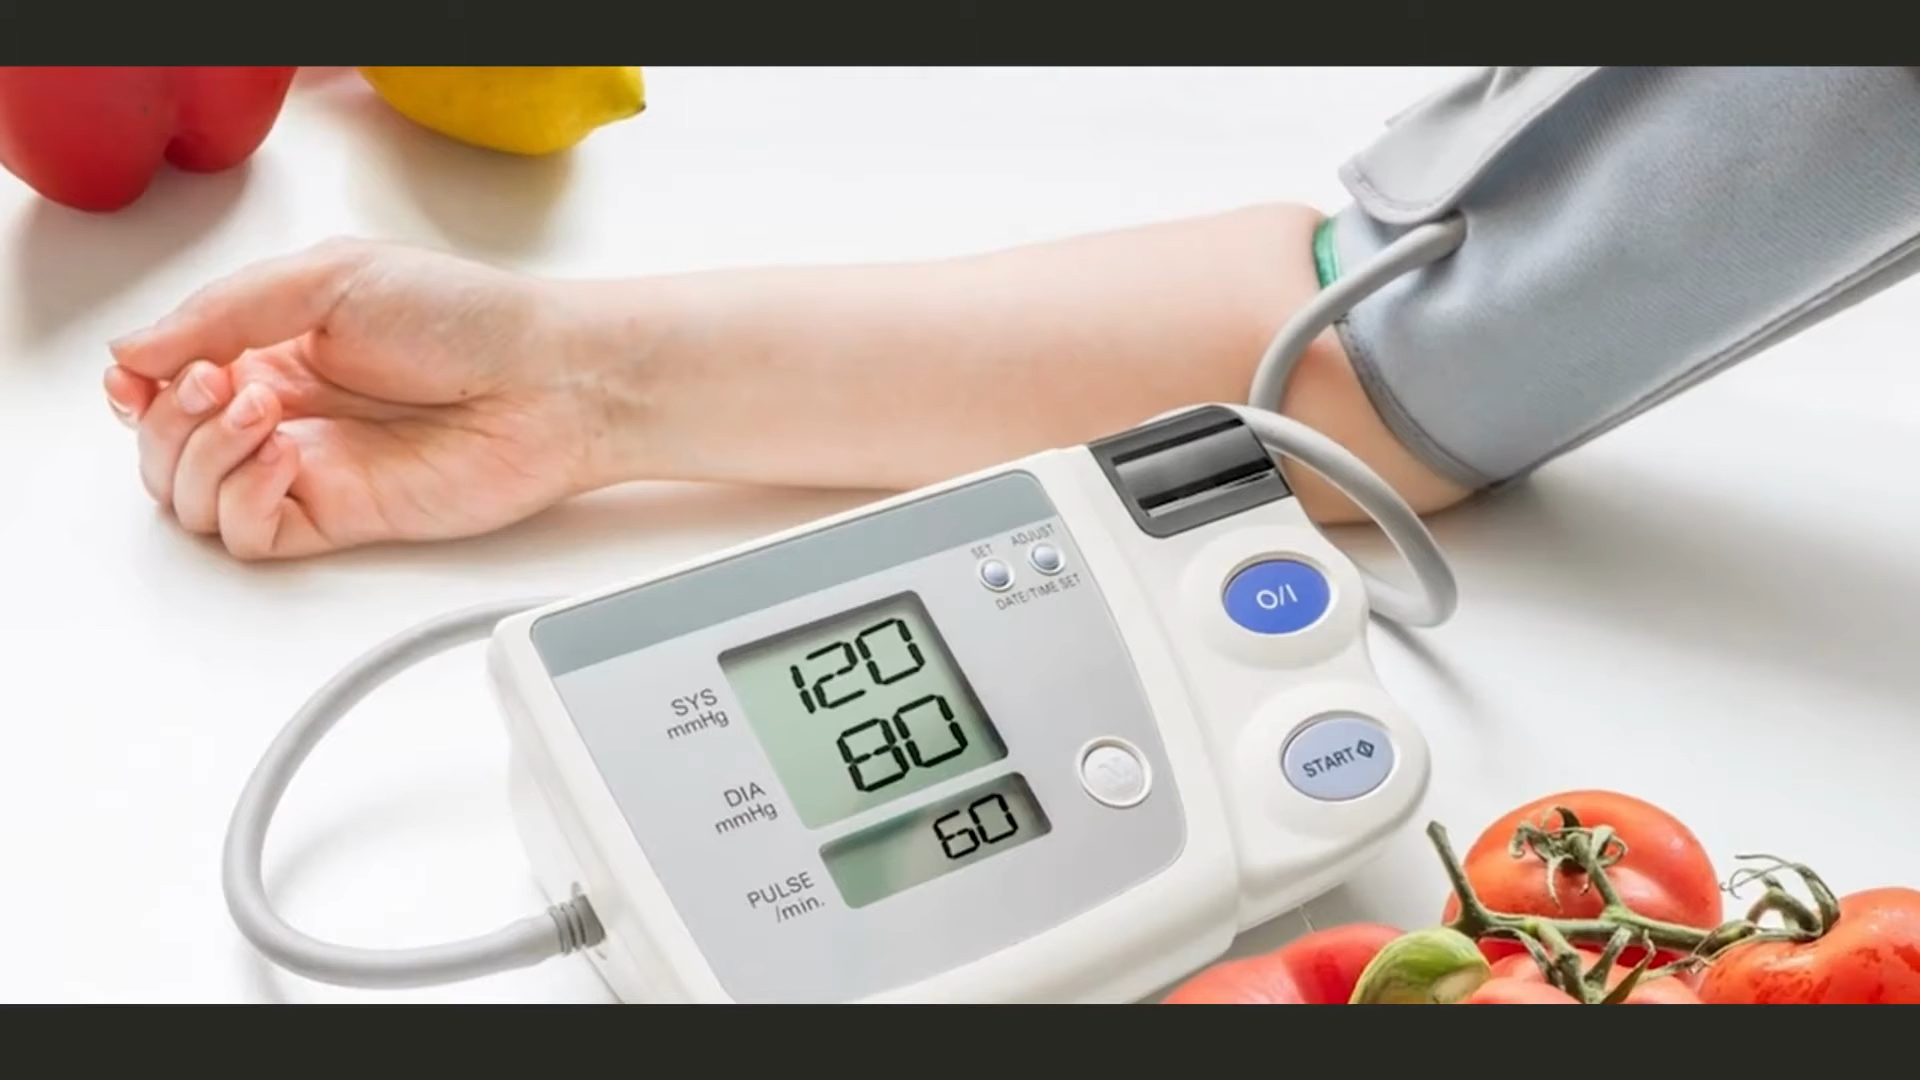 SET ADJUST
DATE/TIME SET
O/I
120
SYS
mmHg
80
START
DIA
mmHg
60
PULSE
/min.